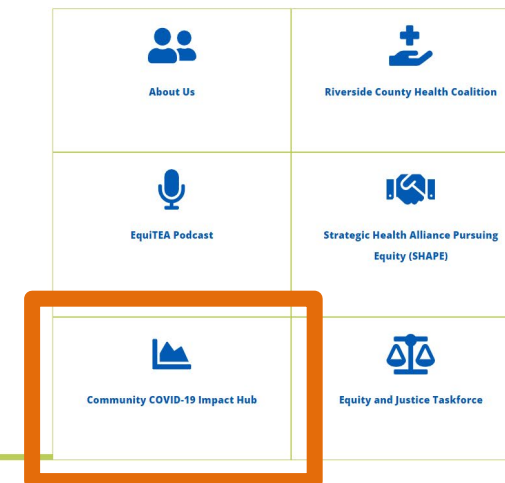 About Us
Riverside County Health Coalition
EquiTEA Podcast
Strategic Health Alliance Pursuing
Equity (SHAPE)
Community COVID-19 Impact Hub
Equity and Justice Taskforce